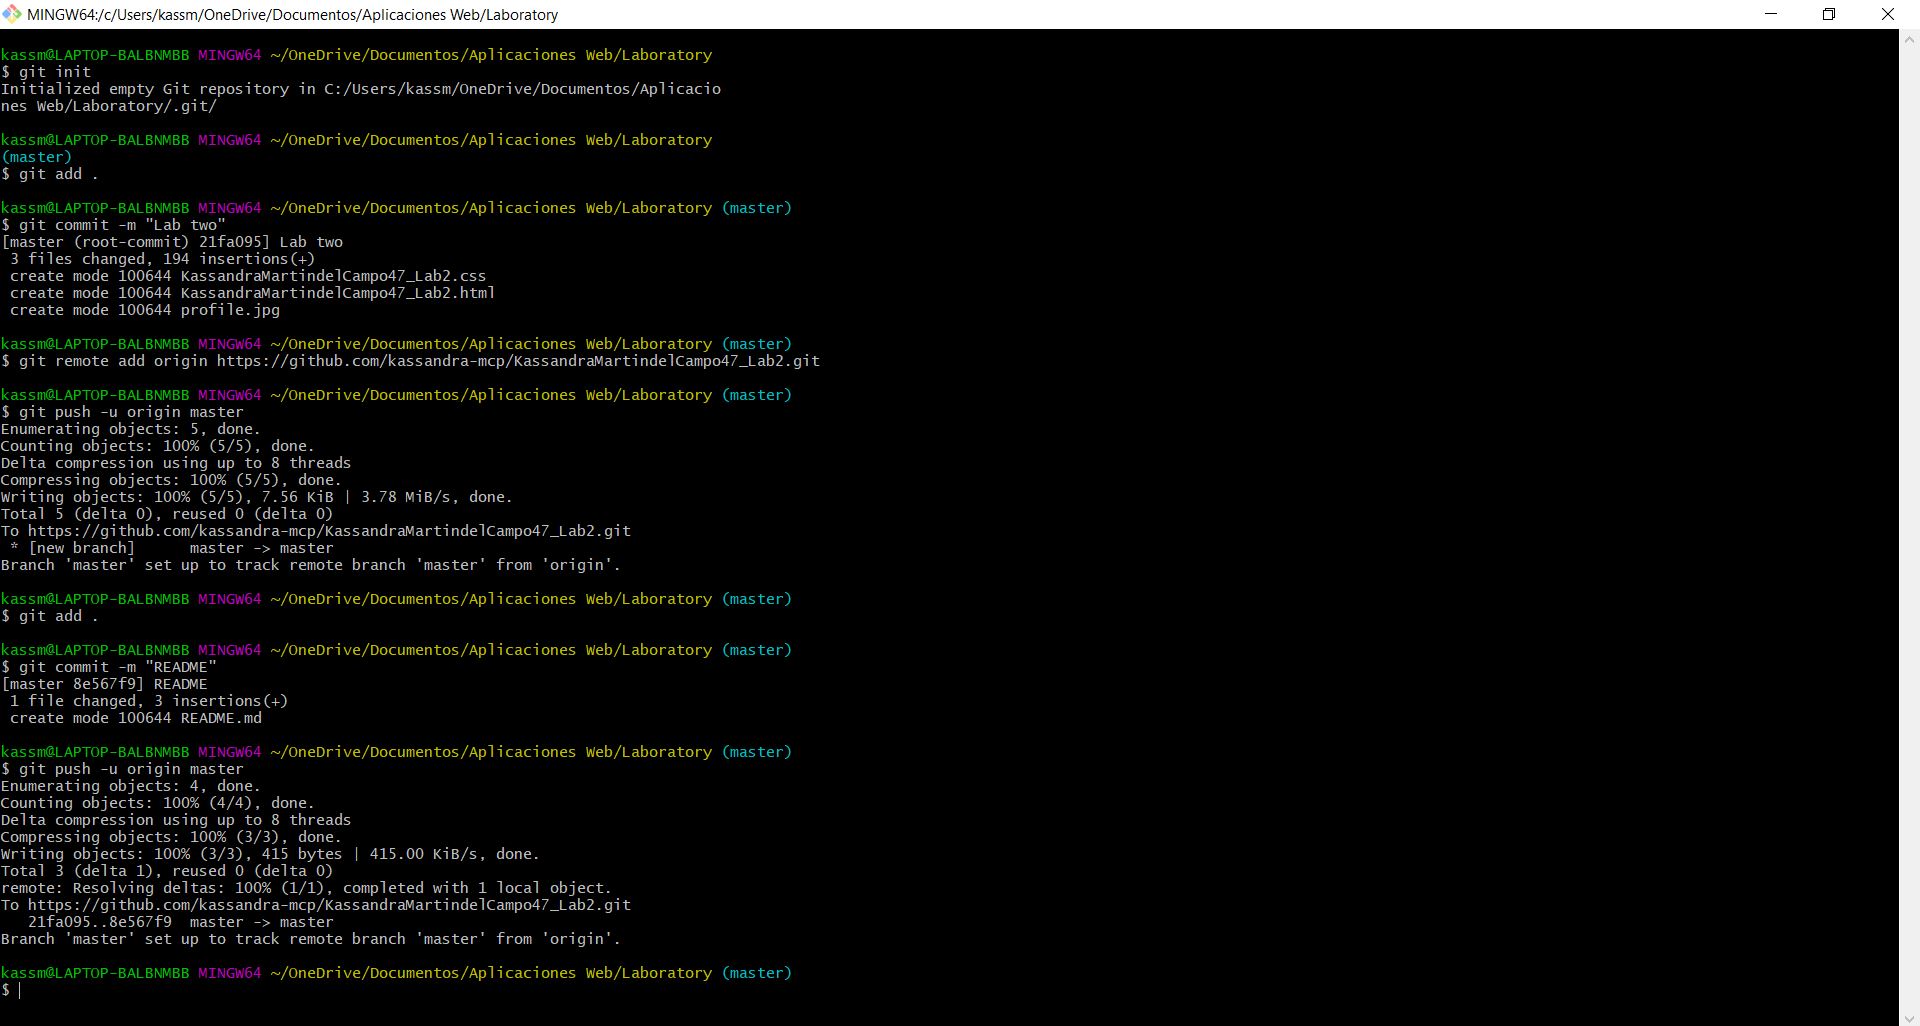 MINGW64:/c/Users/kassm/OneDrive/Documentos/Aplicaciones Web/Laboratory
kassm@LAPTOP-BALBNMBB MINGW64 ~/OneDrive/Documentos/Aplicaciones Web/Laboratory
$ git init
Initialized empty Git repository in C:/Users/kassm/OneDrive/Documentos/Aplicacio
nes Web/Laboratory/.git/
kassm@LAPTOP-BALBNMBB MINGW64 ~/OneDrive/Documentos/Aplicaciones Web/Laboratory
(master)
$ git add .
kassm@LAPTOP-BALBNMBB MINGW64 ~/OneDrive/Documentos/Aplicaciones Web/Laboratory (master)
$ git commit -m "Lab two"
[master (root-commit) 21fa095] Lab two
 3 files changed, 194 insertions(+)
 create mode 100644 KassandraMartindelCampo47_Lab2.css
 create mode 100644 KassandraMartindelCampo47_Lab2.html
 create mode 100644 profile.jpg
kassm@LAPTOP-BALBNMBB MINGW64 ~/OneDrive/Documentos/Aplicaciones Web/Laboratory (master)
$ git remote add origin https://github.com/kassandra-mcp/KassandraMartindelCampo47_Lab2.git
kassm@LAPTOP-BALBNMBB MINGW64 ~/OneDrive/Documentos/Aplicaciones Web/Laboratory (master)
$ git push -u origin master
Enumerating objects: 5, done.
Counting objects: 100% (5/5), done.
Delta compression using up to 8 threads
Compressing objects: 100% (5/5), done.
Writing objects: 100% (5/5), 7.56 KiB | 3.78 MiB/s, done.
Total 5 (delta 0), reused 0 (delta 0)
To https://github.com/kassandra-mcp/KassandraMartindelCampo47_Lab2.git
 * [new branch]      master -> master
Branch 'master' set up to track remote branch 'master' from 'origin'.
kassm@LAPTOP-BALBNMBB MINGW64 ~/OneDrive/Documentos/Aplicaciones Web/Laboratory (master)
$ git add .
kassm@LAPTOP-BALBNMBB MINGW64 ~/OneDrive/Documentos/Aplicaciones Web/Laboratory (master)
$ git commit -m "README"
[master 8e567f9] README
 1 file changed, 3 insertions(+)
 create mode 100644 README.md
kassm@LAPTOP-BALBNMBB MINGW64 ~/OneDrive/Documentos/Aplicaciones Web/Laboratory (master)
$ git push -u origin master
Enumerating objects: 4, done.
Counting objects: 100% (4/4), done.
Delta compression using up to 8 threads
Compressing objects: 100% (3/3), done.
Writing objects: 100% (3/3), 415 bytes | 415.00 KiB/s, done.
Total 3 (delta 1), reused 0 (delta 0)
remote: Resolving deltas: 100% (1/1), completed with 1 local object.
To https://github.com/kassandra-mcp/KassandraMartindelCampo47_Lab2.git
   21fa095..8e567f9  master -> master
Branch 'master' set up to track remote branch 'master' from 'origin'.
kassm@LAPTOP-BALBNMBB MINGW64 ~/OneDrive/Documentos/Aplicaciones Web/Laboratory (master)
$